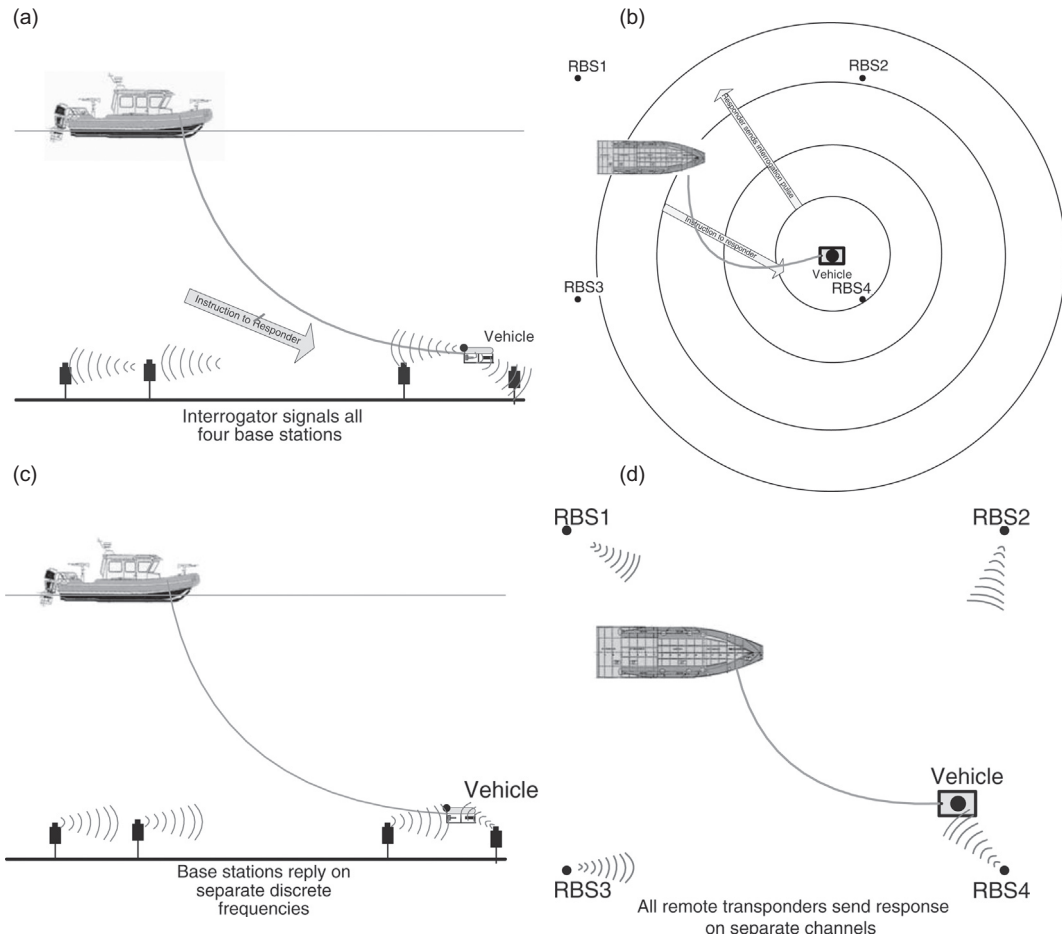 (a)
Instruction to Responder
Vehicle
Interrogator signals all
four base stations
(b)
RBS1
RBS2
Responder sends interrogation pulse
Instruction to responder
Vehicle
RBS3
RBS4
(c)
Vehicle
Base stations reply on
separate discrete
frequencies
(d)
RBS1
RBS2
Vehicle
RBS3
RBS4
All remote transponders send response
on separate channels